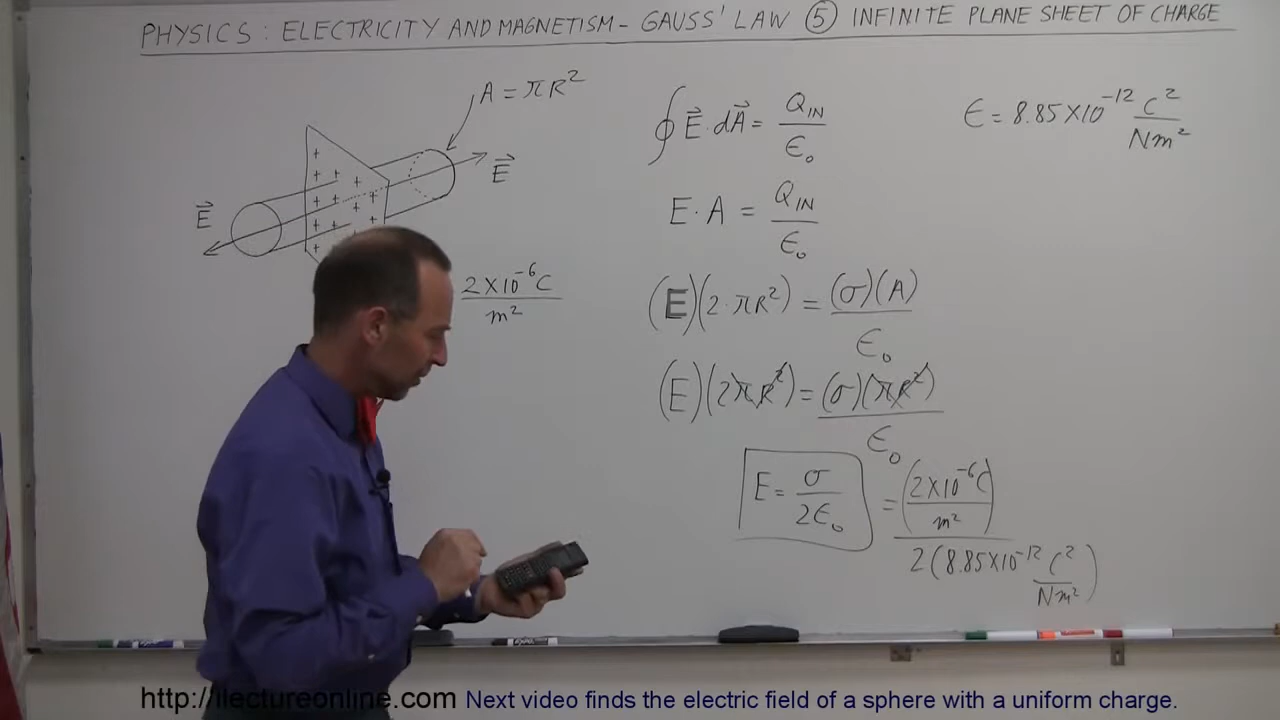 PHYSICS: ELECTRICITY AND MAGNETISM - GAUSS' LAW ⑤ INFINITE PLANE SHEET OF CHARGE
A = πR²
E⃗
E⃗
2×10⁻⁶C / m²
∮ E⃗·dA⃗ = Q_IN / ε₀
E·A = Q_IN / ε₀
(E)(2·πR²) = (σ)(A) / ε₀
(E)(2πR²) = (σ)(πR²) / ε₀
E = σ / 2ε₀ = (2×10⁻⁶C / m²) / 2(8.85×10⁻¹² C² / Nm²)
ε = 8.85×10⁻¹² C² / Nm²
http://ilectureonline.com Next video finds the electric field of a sphere with a uniform charge.